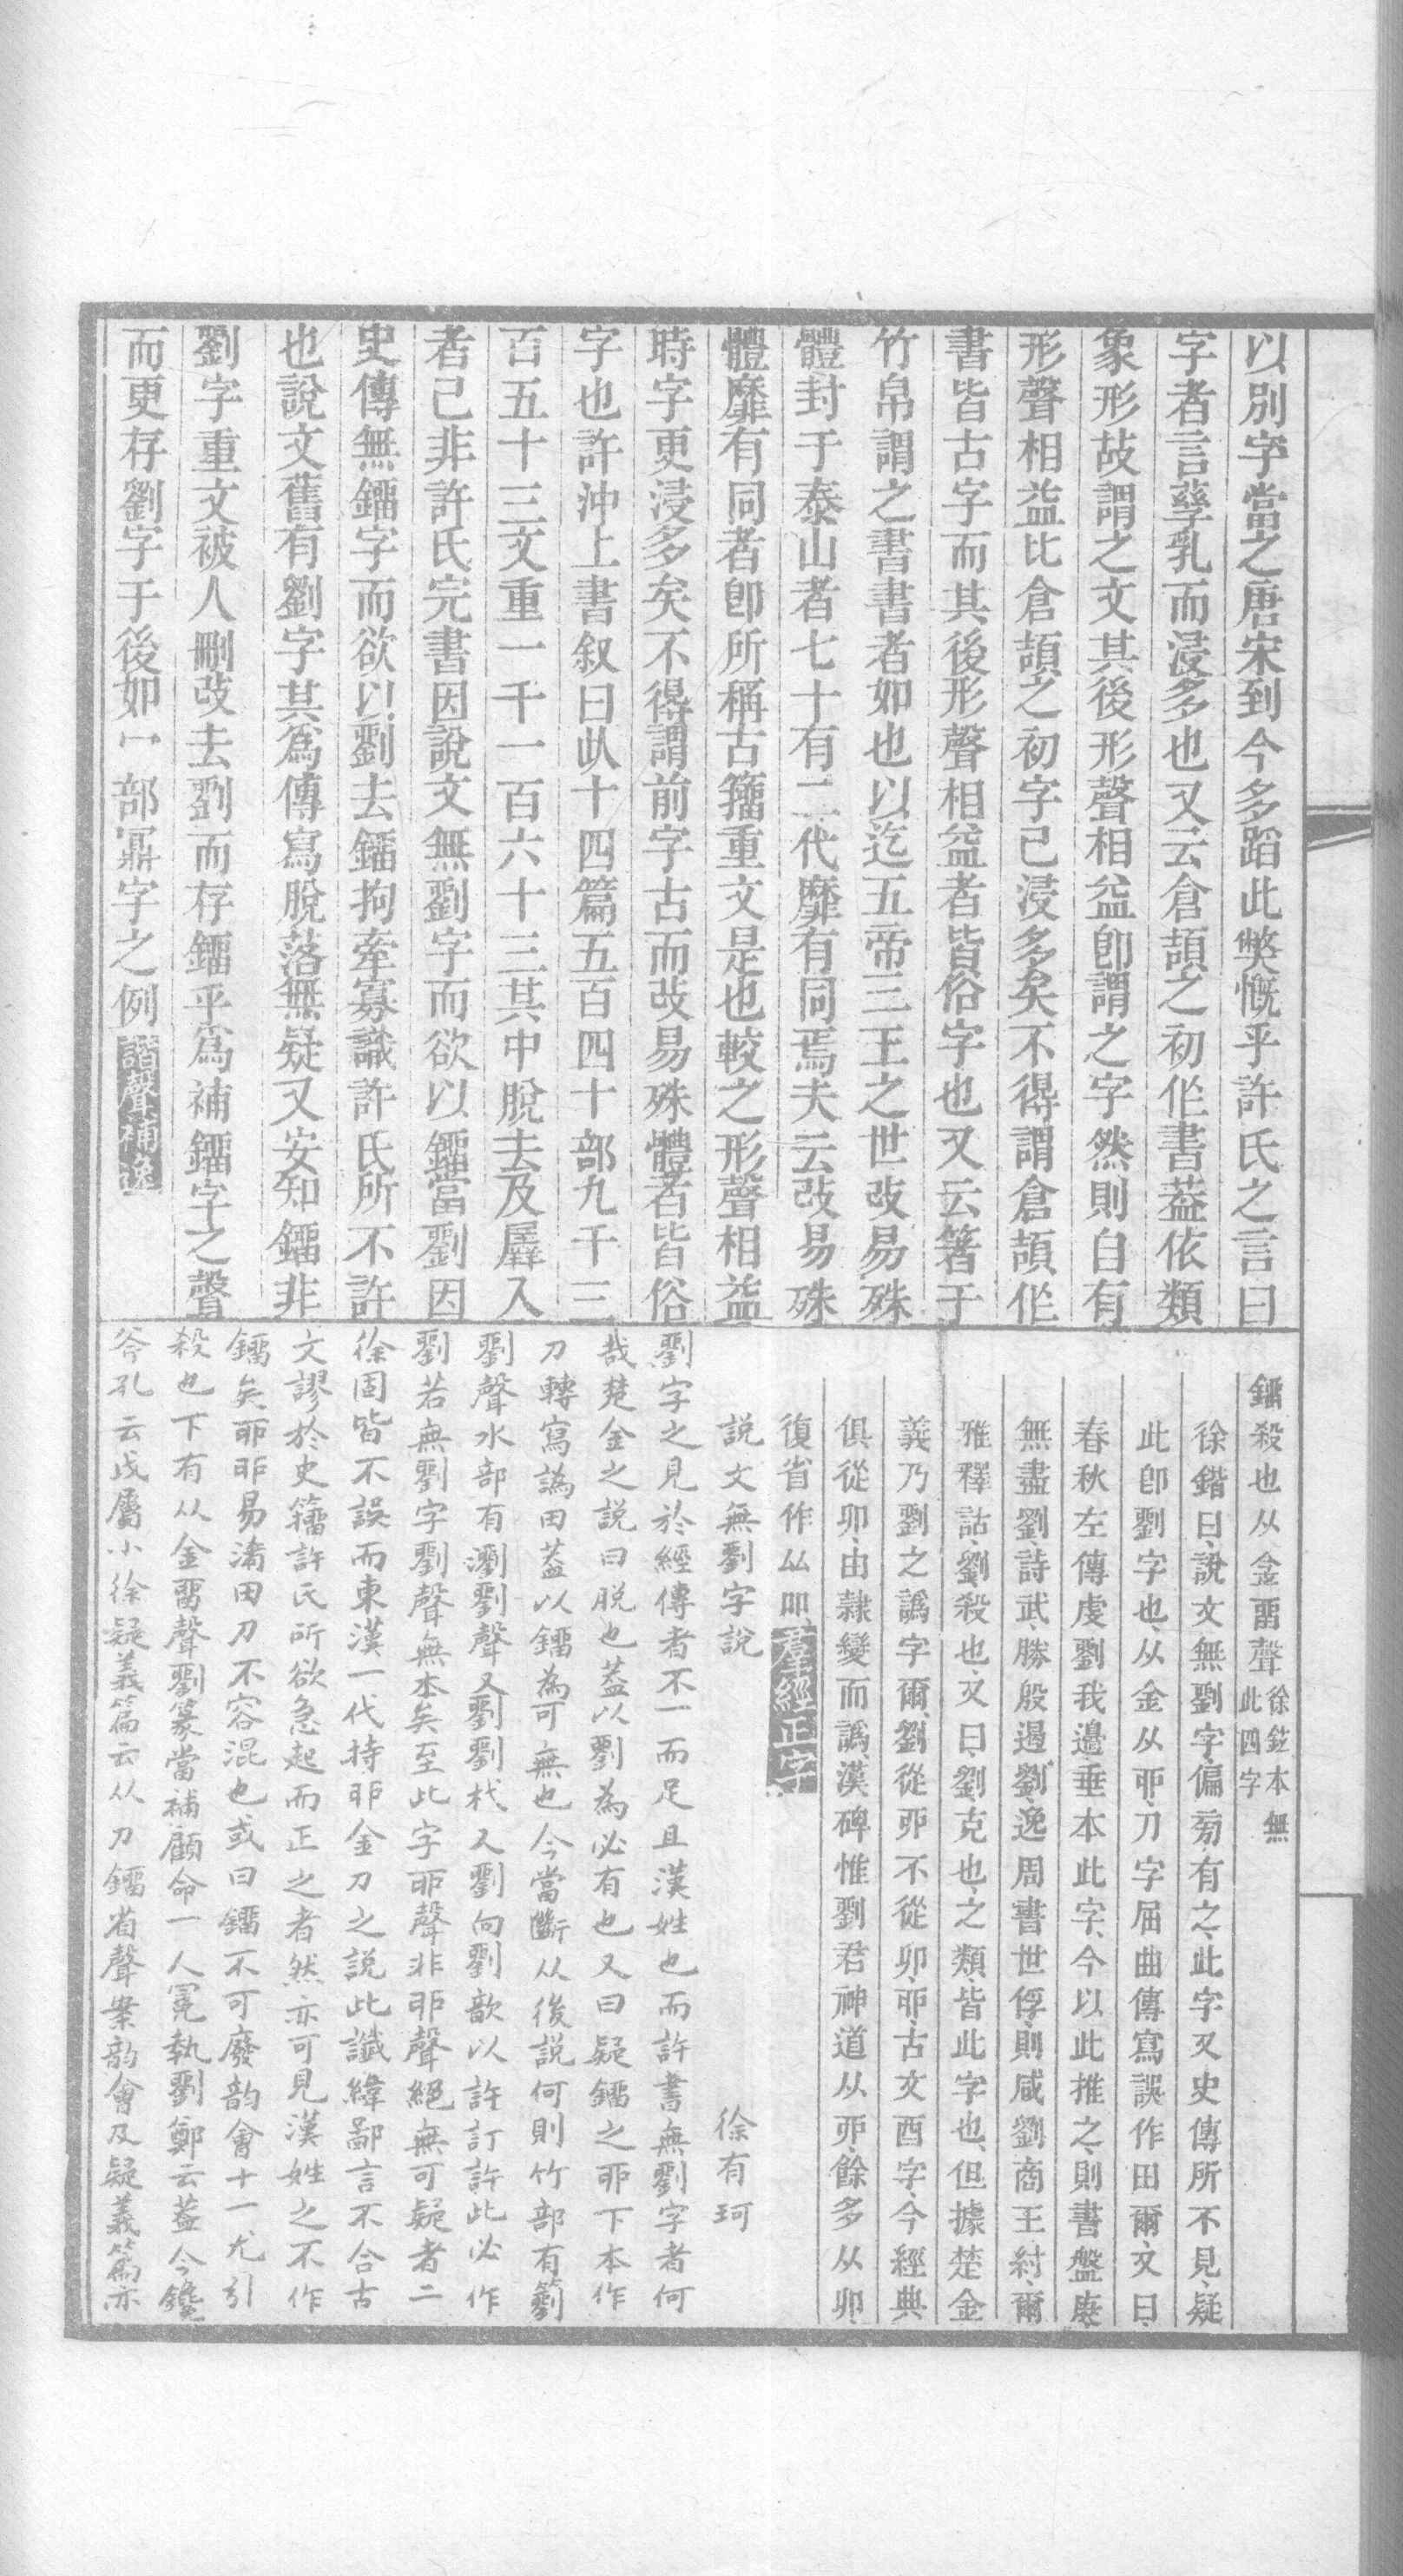 以別字當之唐宋到今多蹈此獘慨乎許氏之言曰
字者言孳乳而浸多也又云倉頡之初作書葢依類
象形故謂之文其後形聲相益卽謂之字然則自有
形聲相益比倉頡之初字已浸多矣不得謂倉頡作
書皆古字而其後形聲相益者皆俗字也又云箸于
竹帛謂之書書者如也以迄五帝三王之世改易殊
體封于泰山者七十有二代靡有同焉夫云改易殊
體靡有同者卽所稱古籒重文是也較之形聲相益
時字更浸多矣不得謂前字古而改易殊體者皆俗
字也許沖上書叙曰此十四篇五百四十部九千三
百五十三文重一千一百六十三其中脫去及羼入
者已非許氏完書因說文無劉字而欲以鐂當劉因
史傳無鐂字而欲以劉去鐂拘牽寡識許氏所不許
也說文舊有劉字其爲傳寫脫落無疑又安知鐂非
劉字重文被人刪改去劉而存鐂乎爲補鐂字之聲
而更存劉字于後如冖部鼏字之例諧聲補逸
鐂殺也从金畱聲徐鉉本無此四字
徐鍇曰說文無劉字偏旁有之此字又史傳所不見疑
此卽劉字也从金从丣刀字屈曲傳寫誤作田爾文曰
春秋左傳虔劉我邊垂本此字今以此推之則書盤庚
無盡劉詩武勝殷遏劉逸周書世俘則咸劉商王紂爾
雅釋詁劉殺也又曰劉克也之類皆此字也但據楚金
義乃劉之譌字爾劉從丣不從卯丣古文酉字今經典
俱從卯由隸變而譌漢碑惟劉君神道从丣餘多从卯
復省作厸吅羣經正字
說文無劉字說 徐有珂
劉字之見於經傳者不一而足且漢姓也而許書無劉字者何
哉楚金之說曰脫也葢以劉為必有也又曰疑鐂之丣下本作
刀轉寫譌田葢以鐂為可無也今當斷从後說何則竹部有籀
劉聲水部有瀏劉聲又劉劉杙又劉向劉歆以許訂許此必作
劉若無劉字劉聲無本矣至此字丣聲非卯聲絕無可疑者二
徐固皆不誤而東漢一代持卯金刀之說此讖緯鄙言不合古
文謬於史籒許氏所欲急起而正之者然亦可見漢姓之不作
鐂矣丣卯易淆田刀不容混也或曰鐂不可廢韵會十一尤引
殺也下有从金畱聲劉篆當補顧命一人冕執劉鄭云葢今鑱
斧孔云戉屬小徐疑義篇云从刀鐂省聲案韵會及疑義篇亦